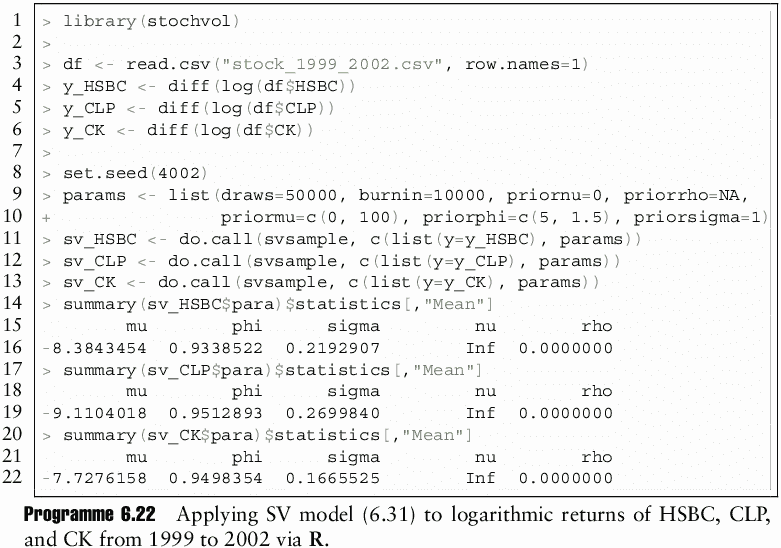 1 > library(stochvol)
2 >
3 > df <- read.csv("stock_1999_2002.csv", row.names=1)
4 > y_HSBC <- diff(log(df$HSBC))
5 > y_CLP <- diff(log(df$CLP))
6 > y_CK <- diff(log(df$CK))
7 >
8 > set.seed(4002)
9 > params <- list(draws=50000, burnin=10000, priornu=0, priorrho=NA,
10 + priormu=c(0, 100), priorphi=c(5, 1.5), priorsigma=1)
11 > sv_HSBC <- do.call(svsample, c(list(y=y_HSBC), params))
12 > sv_CLP <- do.call(svsample, c(list(y=y_CLP), params))
13 > sv_CK <- do.call(svsample, c(list(y=y_CK), params))
14 > summary(sv_HSBC$para)$statistics[,"Mean"]
15 mu phi sigma nu rho
16 -8.3843454 0.9338522 0.2192907 Inf 0.0000000
17 > summary(sv_CLP$para)$statistics[,"Mean"]
18 mu phi sigma nu rho
19 -9.1104018 0.9512893 0.2699840 Inf 0.0000000
20 > summary(sv_CK$para)$statistics[,"Mean"]
21 mu phi sigma nu rho
22 -7.7276158 0.9498354 0.1665525 Inf 0.0000000
Programme 6.22 Applying SV model (6.31) to logarithmic returns of HSBC, CLP,
and CK from 1999 to 2002 via R.